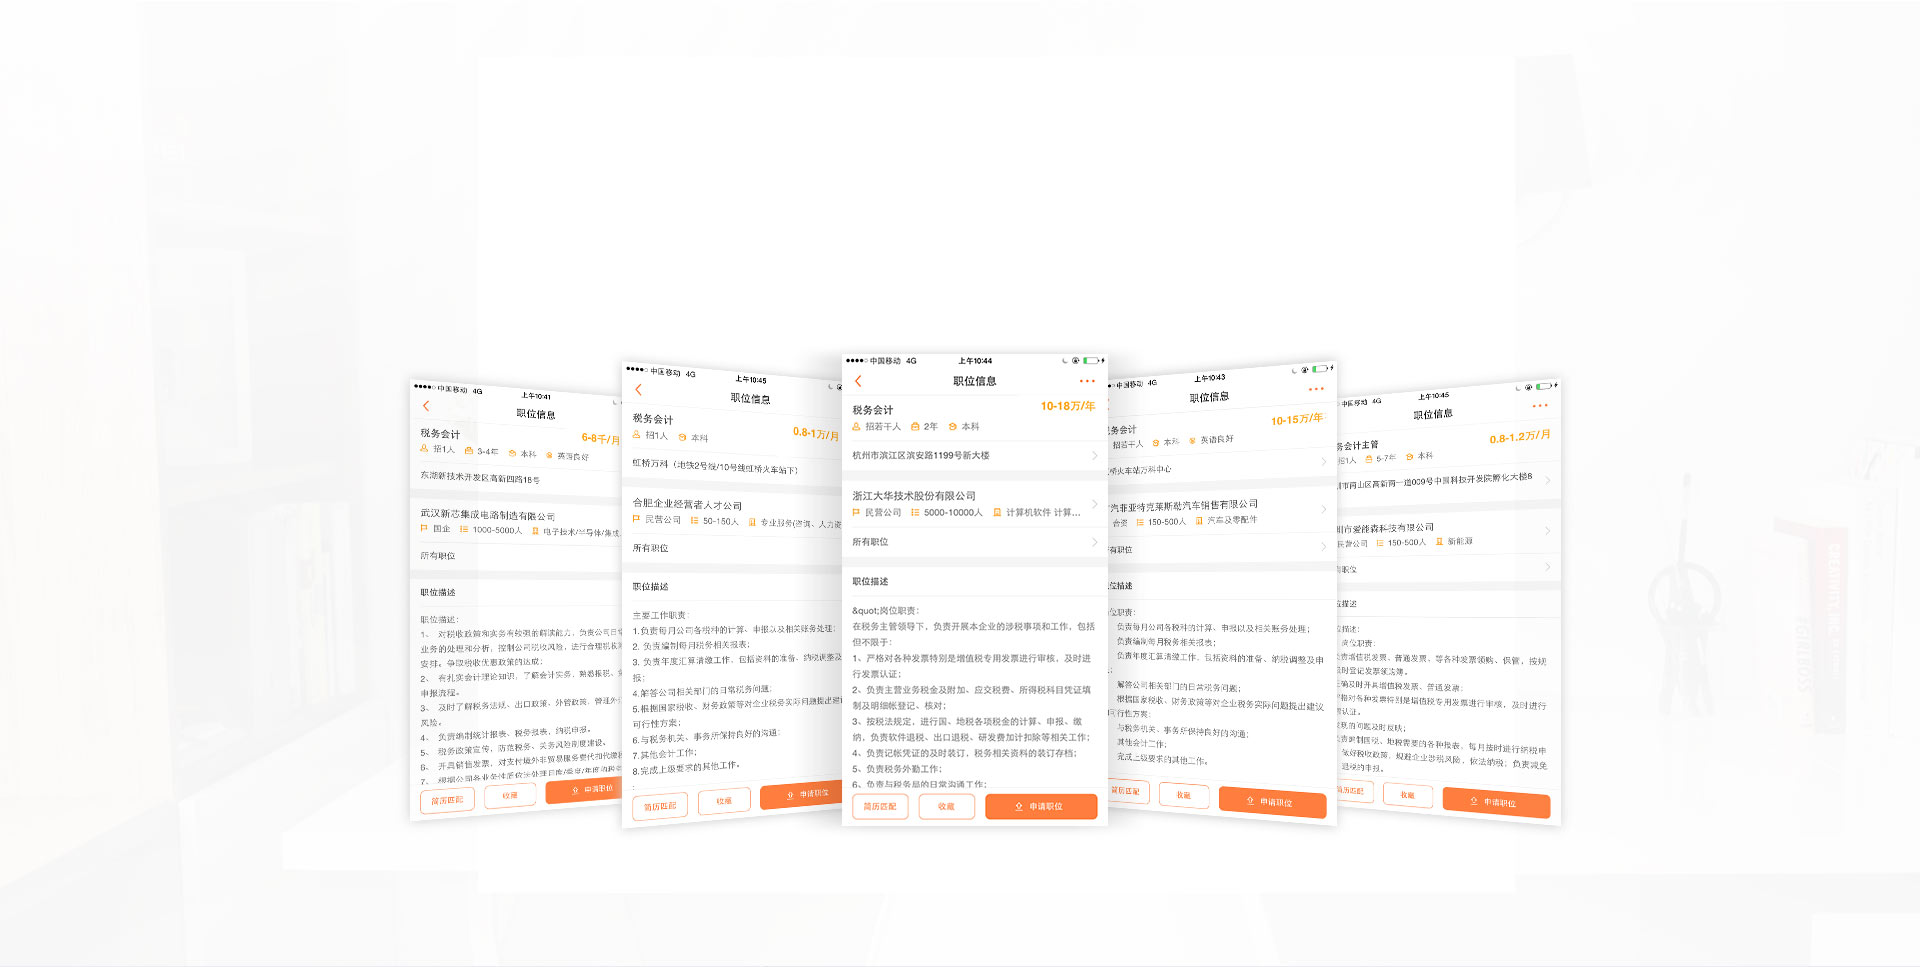 中国移动 4G 上午10:41
职位信息
税务会计
6-8千/月
招1人 3-4年 本科 英语良好
东湖新技术开发区高新四路18号
武汉新芯集成电路制造有限公司
国企 1000-5000人 电子技术/半导体/集成
所有职位
职位描述
职位描述：
1、 对税收政策和实务有较强的解读能力，负责公司日常
业务的处理和分析，控制公司税收风险，进行合理税收筹
安排。争取税收优惠政策的达成；
2、 有扎实会计理论知识，了解会计实务，熟悉报税、
申报流程。
3、 及时了解税务法规、出口政策、外管政策，管理外汇
风险。
4、 负责编制统计报表、税务报表，纳税申报。
5、 税务政策宣传，防范税务、关务风险制度建设。
6、 开具销售发票，对支付境外非贸易服务费代扣代缴税
7、 根据公司各业务性质依法处理月度/季度/年度的税
简历匹配 收藏 申请职位
中国移动 4G 上午10:45
职位信息
税务会计
0.8-1万/月
招1人 本科
虹桥万科（地铁2号线/10号线虹桥火车站下）
合肥企业经营者人才公司
民营公司 50-150人 专业服务(咨询、人力资
所有职位
职位描述
主要工作职责：
1.负责每月公司各税种的计算、申报以及相关账务处理；
2. 负责编制每月税务相关报表；
3. 负责年度汇算清缴工作，包括资料的准备、纳税调整及
报；
4.解答公司相关部门的日常税务问题；
5.根据国家税收、财务政策等对企业税务实际问题提出建议
可行性方案；
6.与税务机关、事务所保持良好的沟通；
7.其他会计工作；
8.完成上级要求的其他工作。
；
简历匹配 收藏 申请职位
中国移动 4G 上午10:44
职位信息
税务会计
10-18万/年
招若干人 2年 本科
杭州市滨江区滨安路1199号新大楼
浙江大华技术股份有限公司
民营公司 5000-10000人 计算机软件 计算...
所有职位
职位描述
&quot;岗位职责：
在税务主管领导下，负责开展本企业的涉税事项和工作，包括
但不限于：
1、严格对各种发票特别是增值税专用发票进行审核，及时进
行发票认证；
2、负责主营业务税金及附加、应交税费、所得税科目凭证填
制及明细帐登记、核对；
3、按税法规定，进行国、地税各项税金的计算、申报、缴
纳，负责软件退税、出口退税、研发费加计扣除等相关工作；
4、负责记帐凭证的及时装订，税务相关资料的装订存档；
5、负责税务外勤工作；
6、负责与税务局的日常沟通工作；
简历匹配 收藏 申请职位
中国移动 4G 上午10:43
职位信息
务会计
10-15万/年
招若干人 本科 英语良好
桥火车站万科中心
汽菲亚特克莱斯勒汽车销售有限公司
合资 150-500人 汽车及零配件
有职位
位描述
位职责：
负责每月公司各税种的计算、申报以及相关账务处理；
负责编制每月税务相关报表；
负责年度汇算清缴工作，包括资料的准备、纳税调整及申
；
解答公司相关部门的日常税务问题；
根据国家税收、财务政策等对企业税务实际问题提出建议
可行性方案；
与税务机关、事务所保持良好的沟通；
其他会计工作；
完成上级要求的其他工作。
简历匹配 收藏 申请职位
中国移动 4G 上午10:45
职位信息
务会计主管
0.8-1.2万/月
招1人 5-7年 本科
圳市南山区高新南一道009号中国科技开发院孵化大楼8
圳市爱能森科技有限公司
民营公司 150-500人 新能源
职位
位描述
位描述：
岗位职责：
负责增值税发票、普通发票，等各种发票领购、保管，按规
及时登记发票领访簿。
正确及时开具增值税发票、普通发票；
严格对各种发票特别是增值税专用发票进行审核，及时进行
票认证。
发现的问题及时反映；
负责编制国税、地税需要的各种报表，每月按时进行纳税申
做好税收政策，规避企业涉税风险，依法纳税；负责减免
退税的申报。
简历匹配 收藏 申请职位